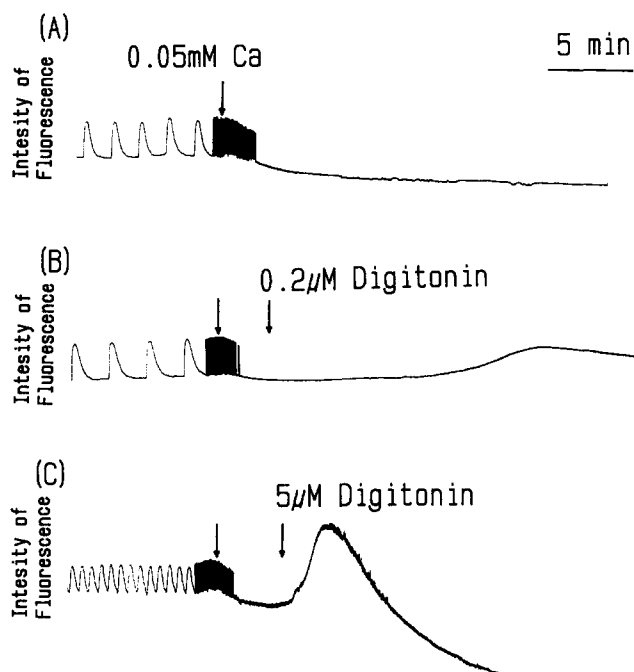 (A)
0.05mM Ca
5 min
Intesity of
Fluorescence
(B)
0.2µM Digitonin
Intesity of
Fluorescence
(C)
5µM Digitonin
Intesity of
Fluorescence